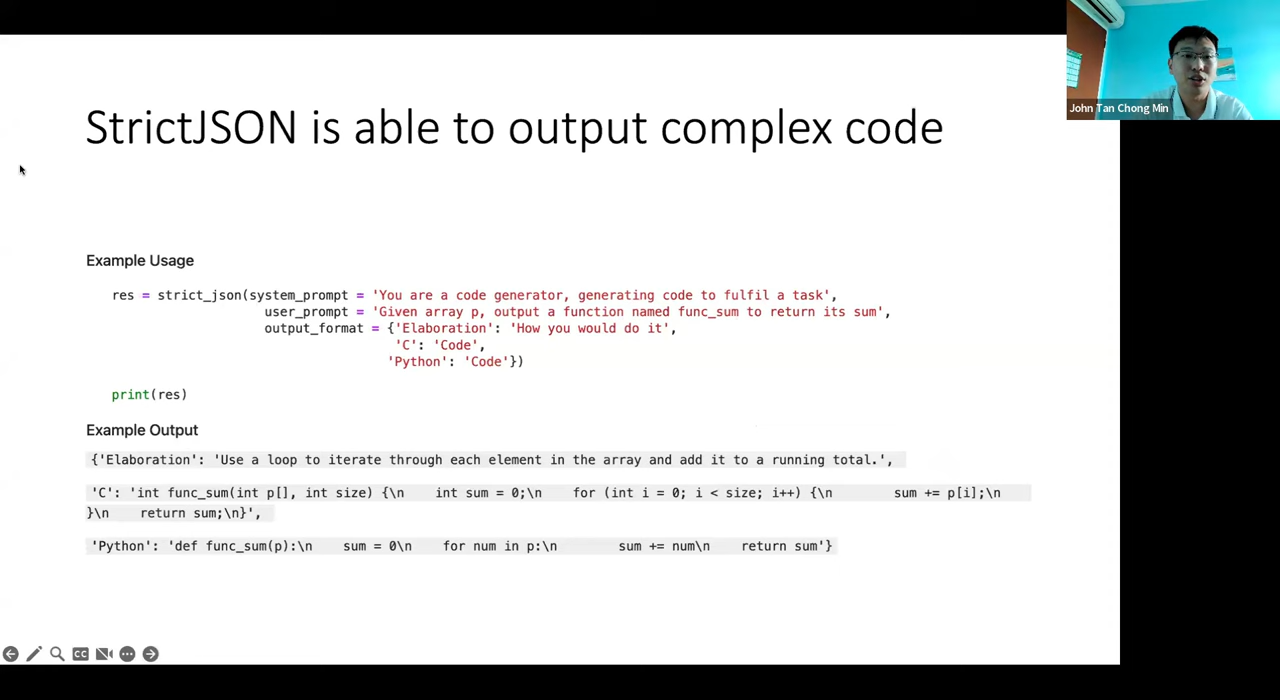 John Tan Chong Min
StrictJSON is able to output complex code
Example Usage
res = strict_json(system_prompt = 'You are a code generator, generating code to fulfil a task',
user_prompt = 'Given array p, output a function named func_sum to return its sum',
output_format = {'Elaboration': 'How you would do it',
'C': 'Code',
'Python': 'Code'})
print(res)
Example Output
{'Elaboration': 'Use a loop to iterate through each element in the array and add it to a running total.',
'C': 'int func_sum(int p[], int size) {\n    int sum = 0;\n    for (int i = 0; i < size; i++) {\n        sum += p[i];\n
}\n    return sum;\n}',
'Python': 'def func_sum(p):\n    sum = 0\n    for num in p:\n        sum += num\n    return sum'}
CC